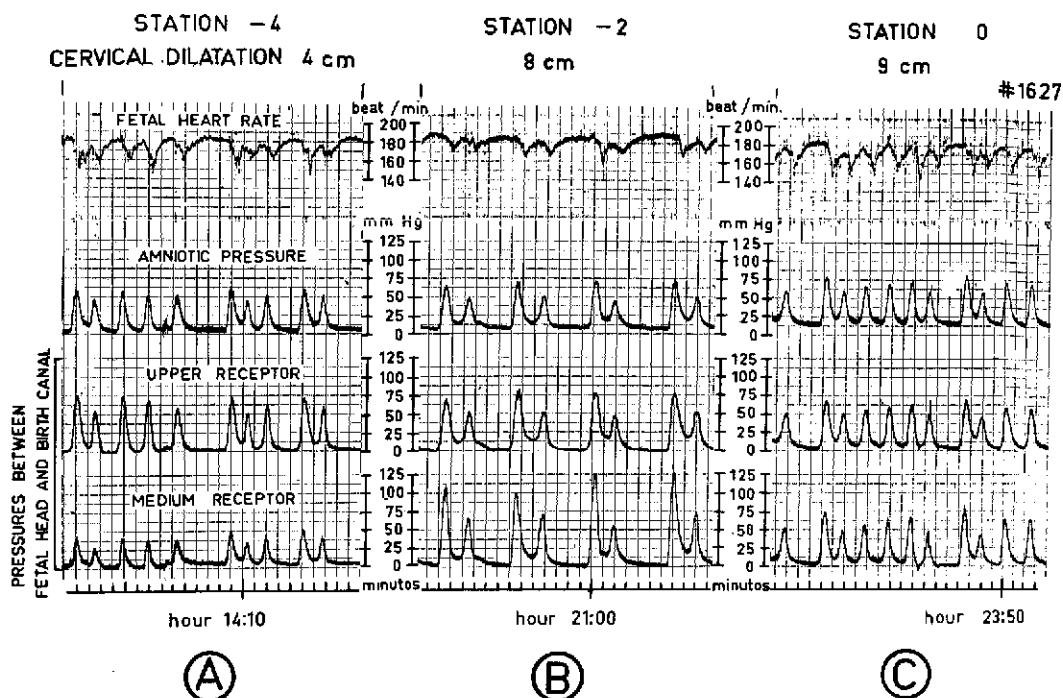 STATION -4
CERVICAL DILATATION 4 cm
STATION -2
8 cm
STATION 0
9 cm
#1627
FETAL HEART RATE
beat/min
200
180
160
140
beat/min.
200
180
160
140
mm Hg
mm Hg
AMNIOTIC PRESSURE
125
100
75
50
25
0
125
100
75
50
25
0
PRESSURES BETWEEN
FETAL HEAD AND BIRTH CANAL
UPPER RECEPTOR
125
100
75
50
25
0
125
100
75
50
25
0
MEDIUM RECEPTOR
125
100
75
50
25
0
125
100
75
50
25
0
minutos
minutos
hour 14:10
hour 21:00
hour 23:50
A
B
C